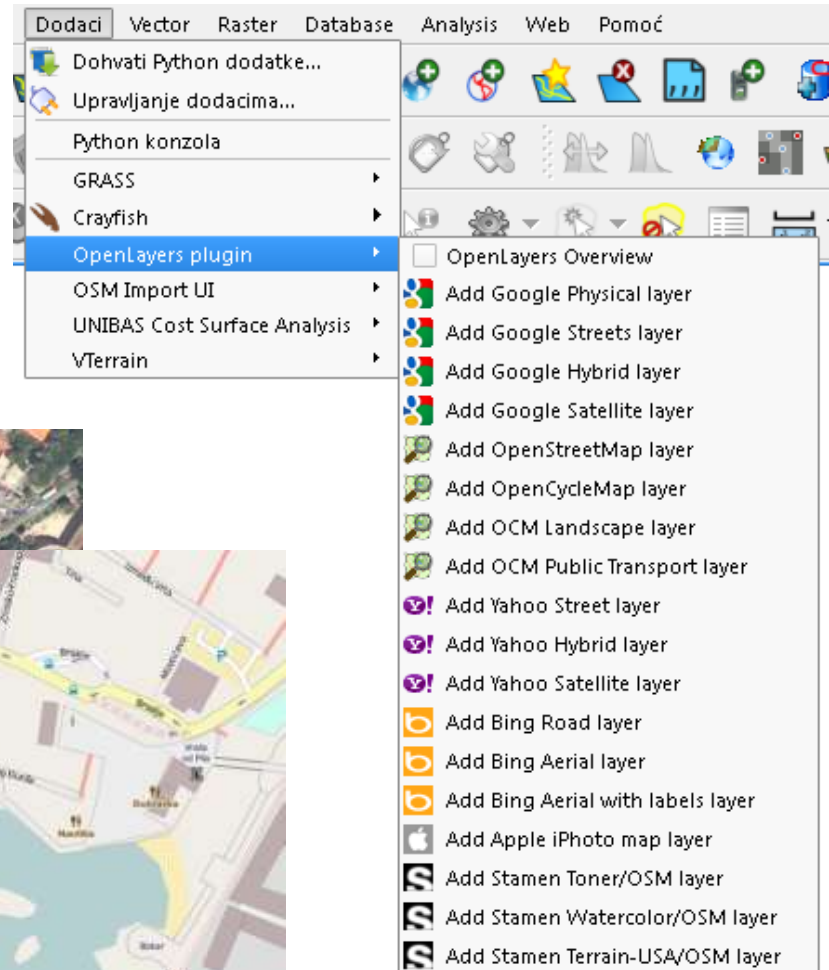 Dodaci Vector Raster Database Analysis Web Pomoć
Dohvati Python dodatke...
Upravljanje dodacima...
Python konzola
GRASS
Crayfish
OpenLayers plugin
OSM Import UI
UNIBAS Cost Surface Analysis
VTerrain
OpenLayers Overview
Add Google Physical layer
Add Google Streets layer
Add Google Hybrid layer
Add Google Satellite layer
Add OpenStreetMap layer
Add OpenCycleMap layer
Add OCM Landscape layer
Add OCM Public Transport layer
Add Yahoo Street layer
Add Yahoo Hybrid layer
Add Yahoo Satellite layer
Add Bing Road layer
Add Bing Aerial layer
Add Bing Aerial with labels layer
Add Apple iPhoto map layer
Add Stamen Toner/OSM layer
Add Stamen Watercolor/OSM layer
Add Stamen Terrain-USA/OSM layer
Brsalje
Dubravka
Nautika